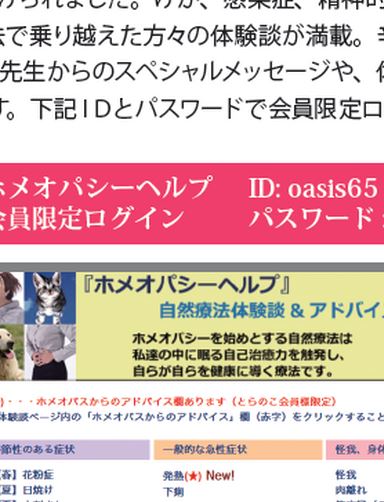 られました。けが、感染症、精神的
法で乗り越えた方々の体験談が満載。
先生からのスペシャルメッセージや、
す。下記IDとパスワードで会員限定ロ
ホメオパシーヘルプ ID: oasis65
会員限定ログイン パスワード:
『ホメオパシーヘルプ』
自然療法体験談 & アドバイ
ホメオパシーを始めとする自然療法は
私達の中に眠る自己治癒力を触発し、
自らが自らを健康に導く療法です。
)・・・ホメオパスからのアドバイス欄あります(とらのこ会員様限定)
体験談ページ内の「ホメオパスからのアドバイス」欄(赤字)をクリックすること
節性のある症状 一般的な急性症状 怪我、身体
【春】花粉症 発熱(★) New! 怪我
【夏】日焼け 下痢 肉離れ